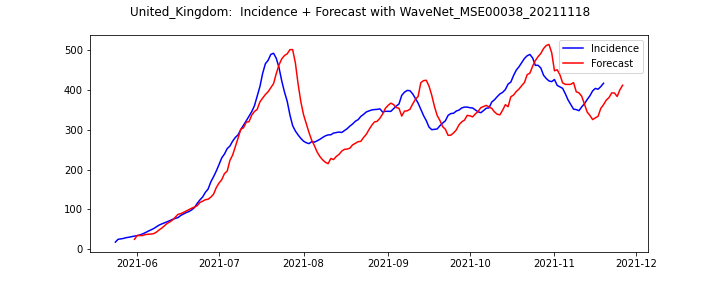 United_Kingdom:  Incidence + Forecast with WaveNet_MSE00038_20211118
Incidence
Forecast
500
400
300
200
100
0
2021-06 2021-07 2021-08 2021-09 2021-10 2021-11 2021-12